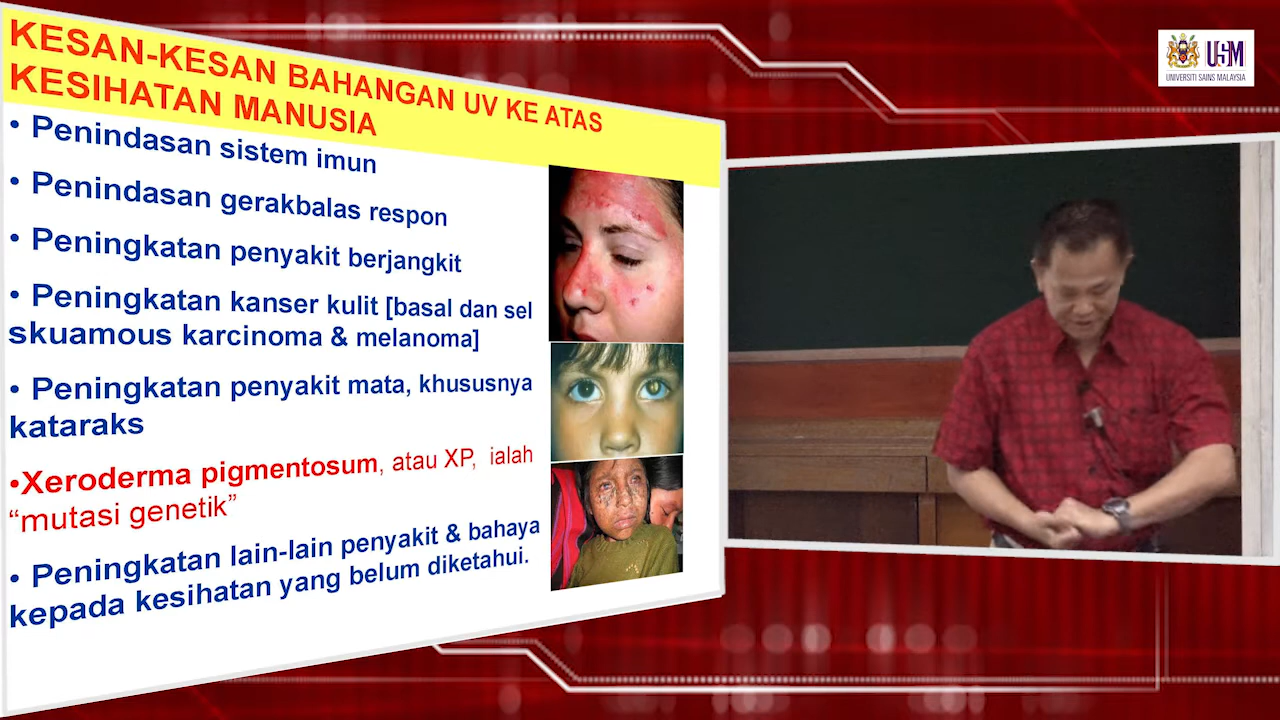 KESAN-KESAN BAHANGAN UV KE ATAS
KESIHATAN MANUSIA
• Penindasan sistem imun
• Penindasan gerakbalas respon
• Peningkatan penyakit berjangkit
• Peningkatan kanser kulit [basal dan sel
skuamous karcinoma & melanoma]
• Peningkatan penyakit mata, khususnya
kataraks
•Xeroderma pigmentosum, atau XP, ialah
“mutasi genetik”
• Peningkatan lain-lain penyakit & bahaya
kepada kesihatan yang belum diketahui.
USM
UNIVERSITI SAINS MALAYSIA